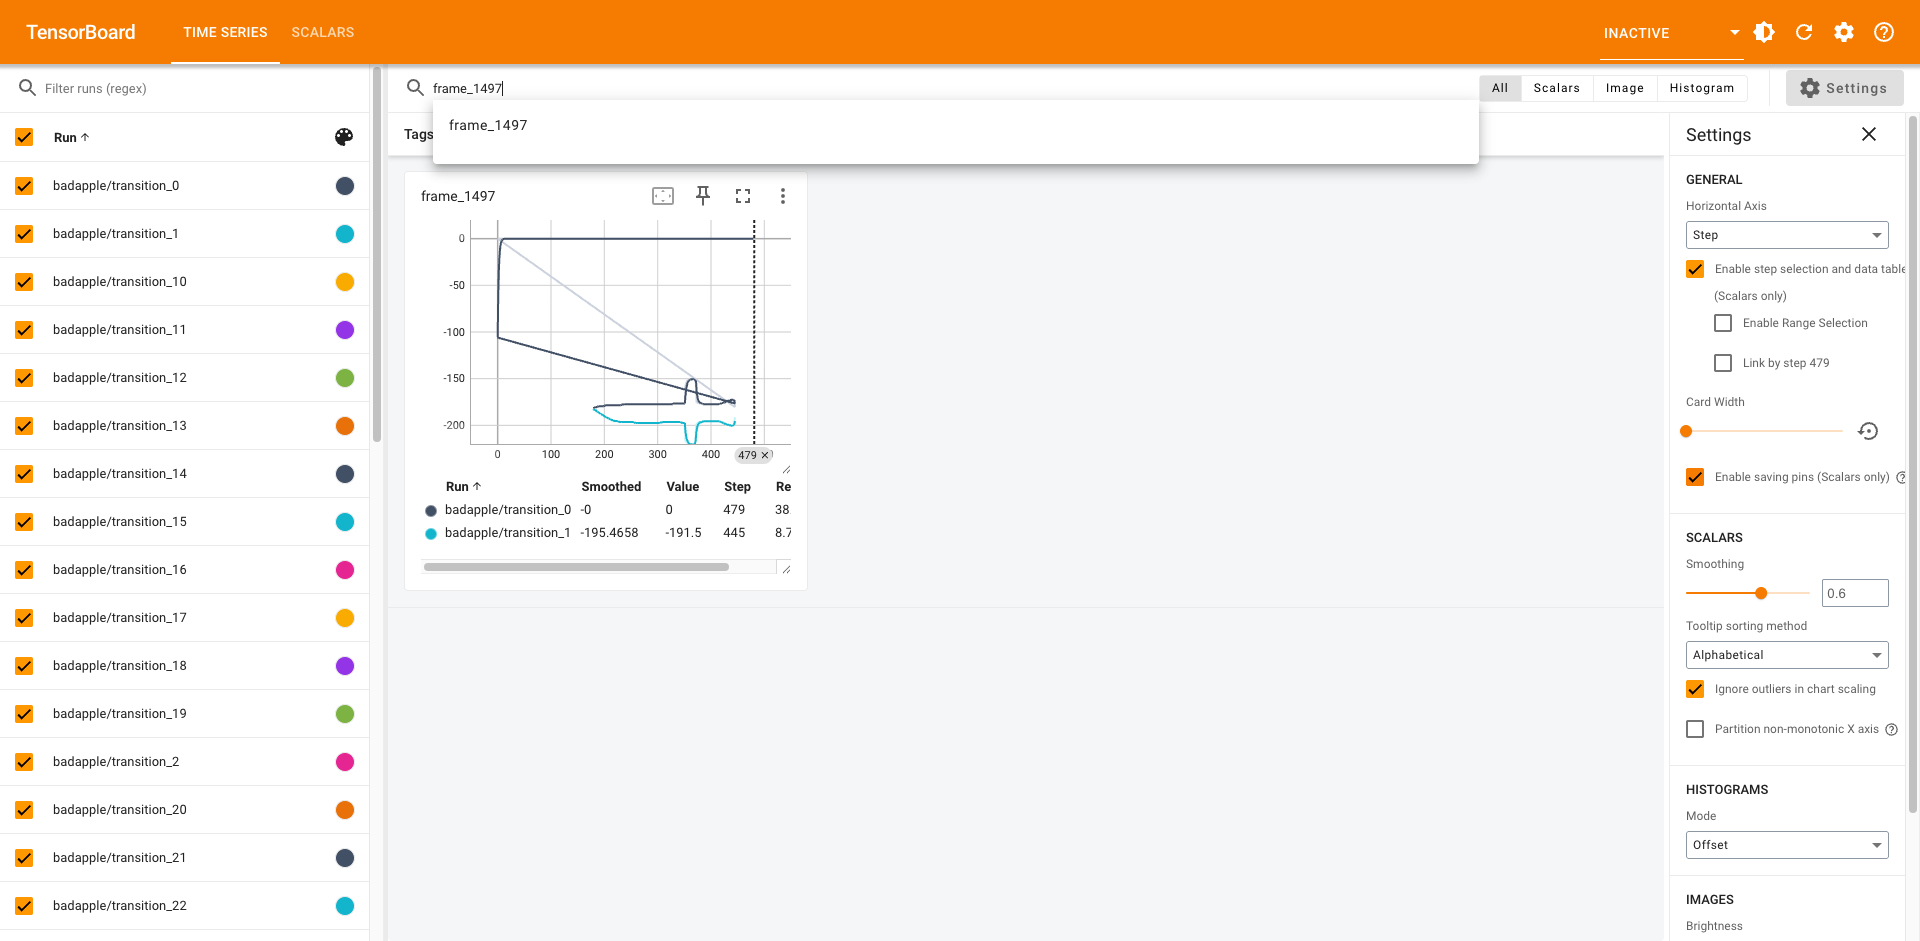 TensorBoard
TIME SERIES
SCALARS
INACTIVE
Filter runs (regex)
frame_1497
All
Scalars
Image
Histogram
Settings
Run
badapple/transition_0
badapple/transition_1
badapple/transition_10
badapple/transition_11
badapple/transition_12
badapple/transition_13
badapple/transition_14
badapple/transition_15
badapple/transition_16
badapple/transition_17
badapple/transition_18
badapple/transition_19
badapple/transition_2
badapple/transition_20
badapple/transition_21
badapple/transition_22
Tags
frame_1497
frame_1497
0
-50
-100
-150
-200
0 100 200 300 400 479
Run Smoothed Value Step Re
badapple/transition_0 -0 0 479 38.
badapple/transition_1 -195.4658 -191.5 445 8.7
Settings
GENERAL
Horizontal Axis
Step
Enable step selection and data table
(Scalars only)
Enable Range Selection
Link by step 479
Card Width
Enable saving pins (Scalars only)
SCALARS
Smoothing
0.6
Tooltip sorting method
Alphabetical
Ignore outliers in chart scaling
Partition non-monotonic X axis
HISTOGRAMS
Mode
Offset
IMAGES
Brightness